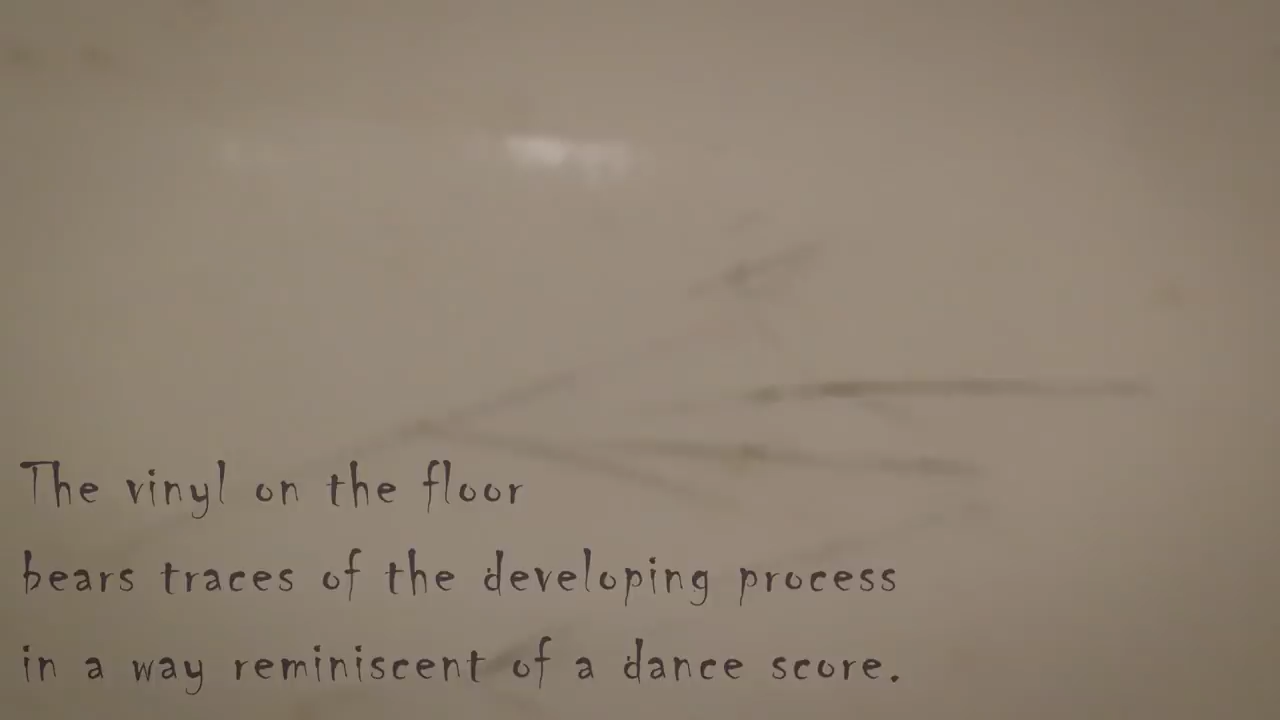 The vinyl on the floor
bears traces of the developing process
in a way reminiscent of a dance score.